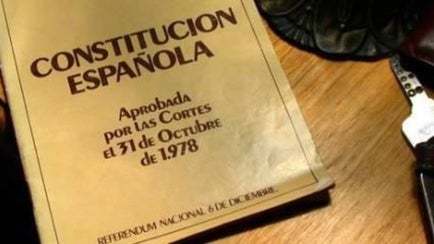 CONSTITUCION
ESPAÑOLA
Aprobada
POR LAS CORTES
el 31 de Octubre
de 1.978
REFERENDUM NACIONAL 6 DE DICIEMBRE.